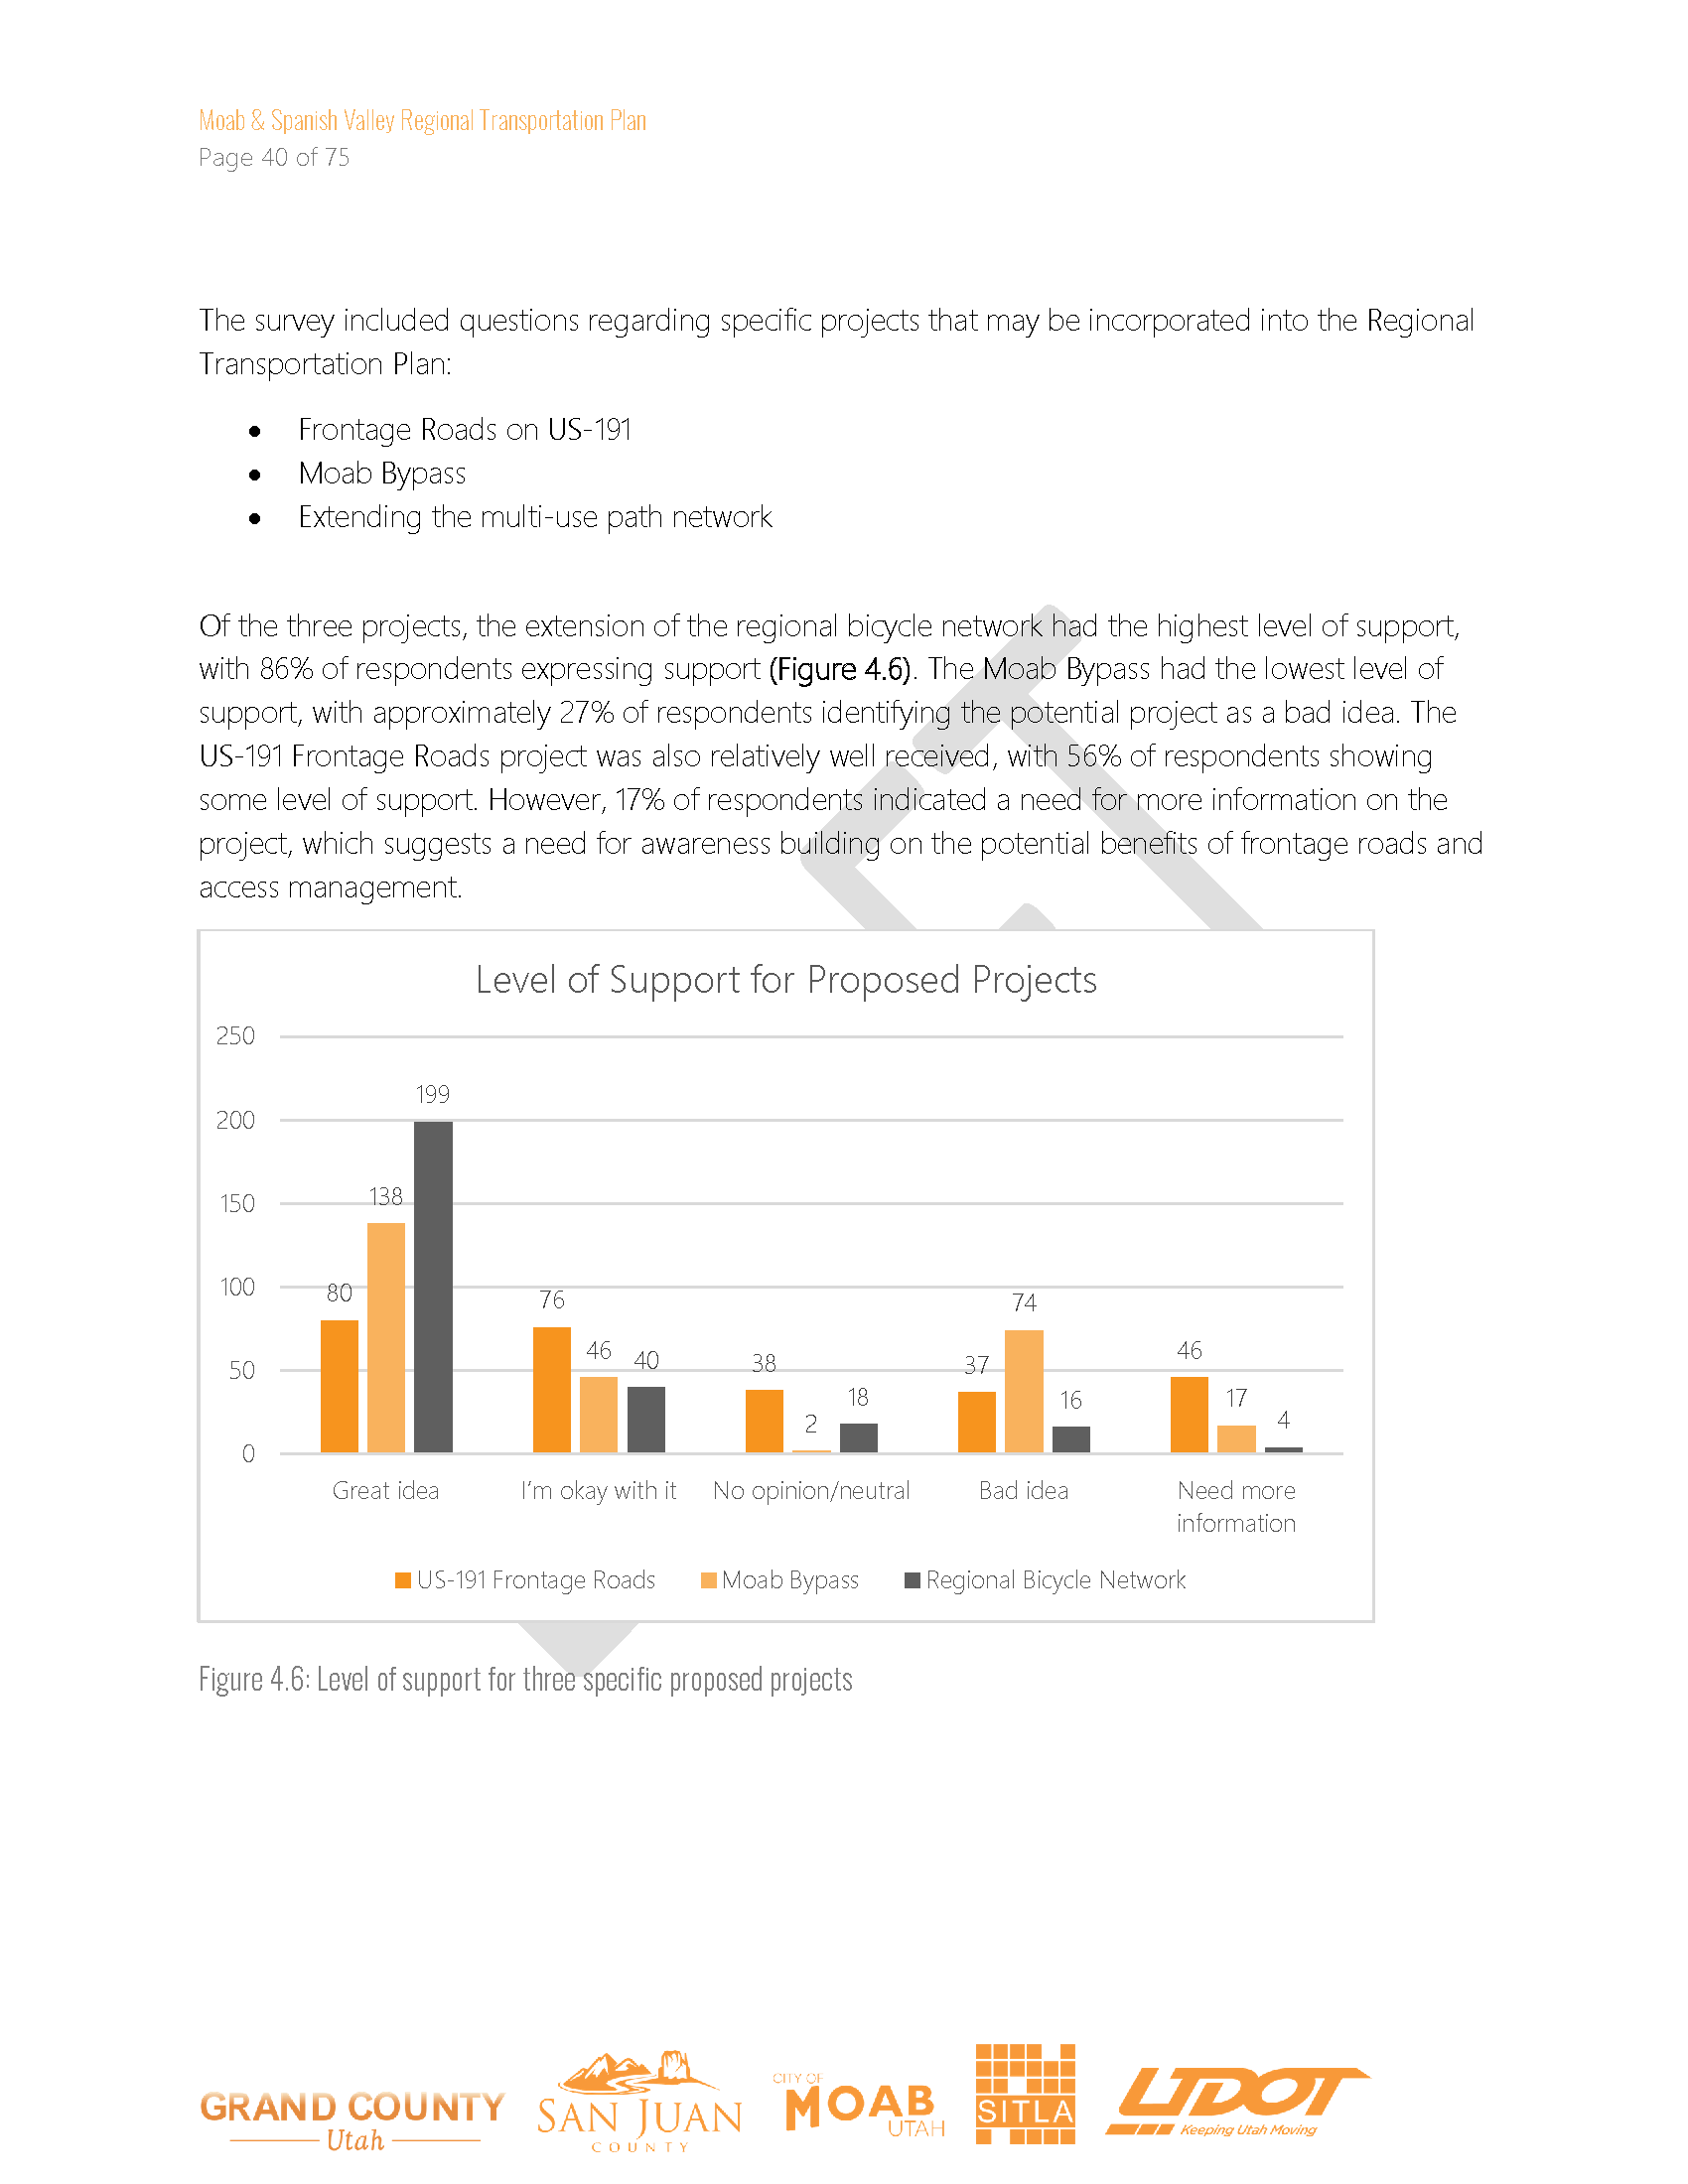 Moab & Spanish Valley Regional Transportation Plan
Page 40 of 75
The survey included questions regarding specific projects that may be incorporated into the Regional
Transportation Plan:
• Frontage Roads on US-191
• Moab Bypass
• Extending the multi-use path network
Of the three projects, the extension of the regional bicycle network had the highest level of support,
with 86% of respondents expressing support (Figure 4.6). The Moab Bypass had the lowest level of
support, with approximately 27% of respondents identifying the potential project as a bad idea. The
US-191 Frontage Roads project was also relatively well received, with 56% of respondents showing
some level of support. However, 17% of respondents indicated a need for more information on the
project, which suggests a need for awareness building on the potential benefits of frontage roads and
access management.
Level of Support for Proposed Projects
250
200
150
100
50
0
80
138
199
76
46
40
38
2
18
37
74
16
46
17
4
Great idea
I'm okay with it
No opinion/neutral
Bad idea
Need more
information
US-191 Frontage Roads
Moab Bypass
Regional Bicycle Network
Figure 4.6: Level of support for three specific proposed projects
GRAND COUNTY
Utah
SAN JUAN
COUNTY
CITY OF
MOAB
UTAH
SITLA
UDOT
Keeping Utah Moving